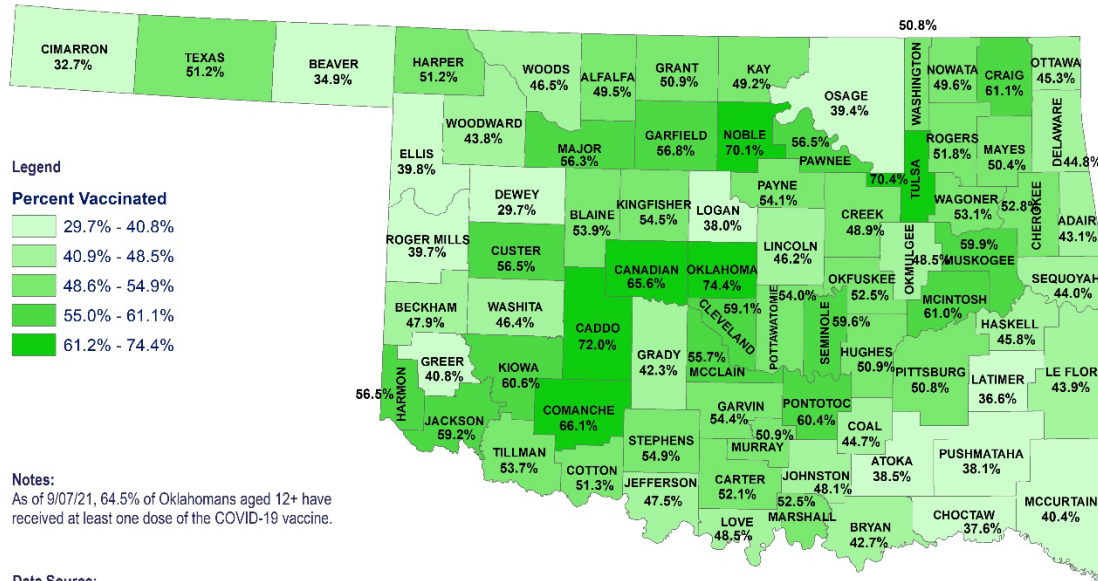 50.8%
CIMARRON
32.7%
TEXAS
51.2%
BEAVER
34.9%
HARPER
51.2%
WOODS
46.5%
ALFALFA
49.5%
GRANT
50.9%
KAY
49.2%
OSAGE
39.4%
WASHINGTON
NOWATA
49.6%
CRAIG
61.1%
OTTAWA
45.3%
WOODWARD
43.8%
ELLIS
39.8%
MAJOR
56.3%
GARFIELD
56.8%
NOBLE
70.1%
56.5%
PAWNEE
70.4%
TULSA
ROGERS
51.8%
MAYES
50.4%
DELAWARE
44.8%
Legend
Percent Vaccinated
29.7% - 40.8%
40.9% - 48.5%
48.6% - 54.9%
55.0% - 61.1%
61.2% - 74.4%
DEWEY
29.7%
BLAINE
53.9%
KINGFISHER
54.5%
LOGAN
38.0%
PAYNE
54.1%
CREEK
48.9%
WAGONER
53.1%
52.8%
CHEROKEE
ADAIR
43.1%
ROGER MILLS
39.7%
CUSTER
56.5%
CANADIAN
65.6%
OKLAHOMA
74.4%
LINCOLN
46.2%
OKMULGEE
48.5%
59.9%
MUSKOGEE
SEQUOYAH
44.0%
BECKHAM
47.9%
WASHITA
46.4%
CADDO
72.0%
GRADY
42.3%
59.1%
CLEVELAND
54.0%
POTTAWATOMIE
SEMINOLE
59.6%
OKFUSKEE
52.5%
MCINTOSH
61.0%
HASKELL
45.8%
GREER
40.8%
KIOWA
60.6%
55.7%
MCCLAIN
HUGHES
50.9%
PITTSBURG
50.8%
LATIMER
36.6%
LE FLOR
43.9%
56.5%
HARMON
JACKSON
59.2%
COMANCHE
66.1%
GARVIN
54.4%
PONTOTOC
60.4%
COAL
44.7%
TILLMAN
53.7%
COTTON
51.3%
STEPHENS
54.9%
50.9%
MURRAY
ATOKA
38.5%
PUSHMATAHA
38.1%
JEFFERSON
47.5%
CARTER
52.1%
JOHNSTON
48.1%
MCCURTAIN
40.4%
LOVE
48.5%
52.5%
MARSHALL
BRYAN
42.7%
CHOCTAW
37.6%
Notes:
As of 9/07/21, 64.5% of Oklahomans aged 12+ have
received at least one dose of the COVID-19 vaccine.
Data Source: